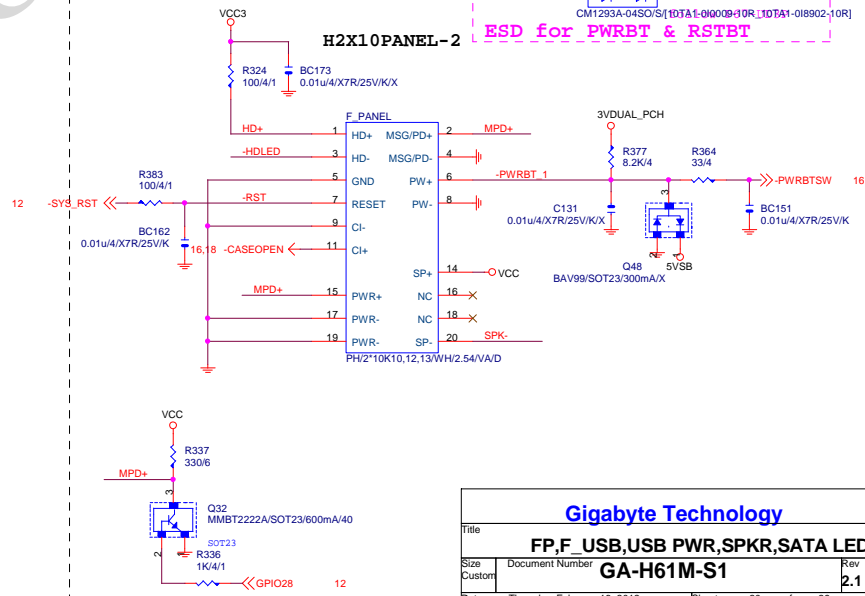 CM1293A-04SO/S/[10TA1-
-10R]
ESD for PWRBT & RSTBT
H2X10PANEL-2
VCC3
R324
100/4/1
BC173
0.01u/4/X7R/25V/K/X
F_PANEL
HD+ 1 HD+ MSG/PD+ 2 MPD+
-HDLED 3 HD- MSG/PD- 4
5 GND PW+ 6 -PWRBT_1
-RST 7 RESET PW- 8
9 CI-
16,18 -CASEOPEN 11 CI+
SP+ 14 VCC
MPD+ 15 PWR+ NC 16
17 PWR- NC 18
19 PWR- SP- 20 SPK-
PH/2*10K10,12,13/WH/2.54/VA/D
R383
100/4/1
12 -SYS_RST
BC162
0.01u/4/X7R/25V/K
3VDUAL_PCH
R377
8.2K/4
R364
33/4
-PWRBTSW 16
3
C131
0.01u/4/X7R/25V/K/X
BC151
0.01u/4/X7R/25V/K
2
1
5VSB
Q48
BAV99/SOT23/300mA/X
VCC
R337
330/6
MPD+
3
Q32
MMBT2222A/SOT23/600mA/40
SOT23
2
1
R336
1K/4/1
GPIO28 12
Gigabyte Technology
Title
FP,F_USB,USB PWR,SPKR,SATA LED
Size
Custom
Document Number
GA-H61M-S1
Rev
2.1